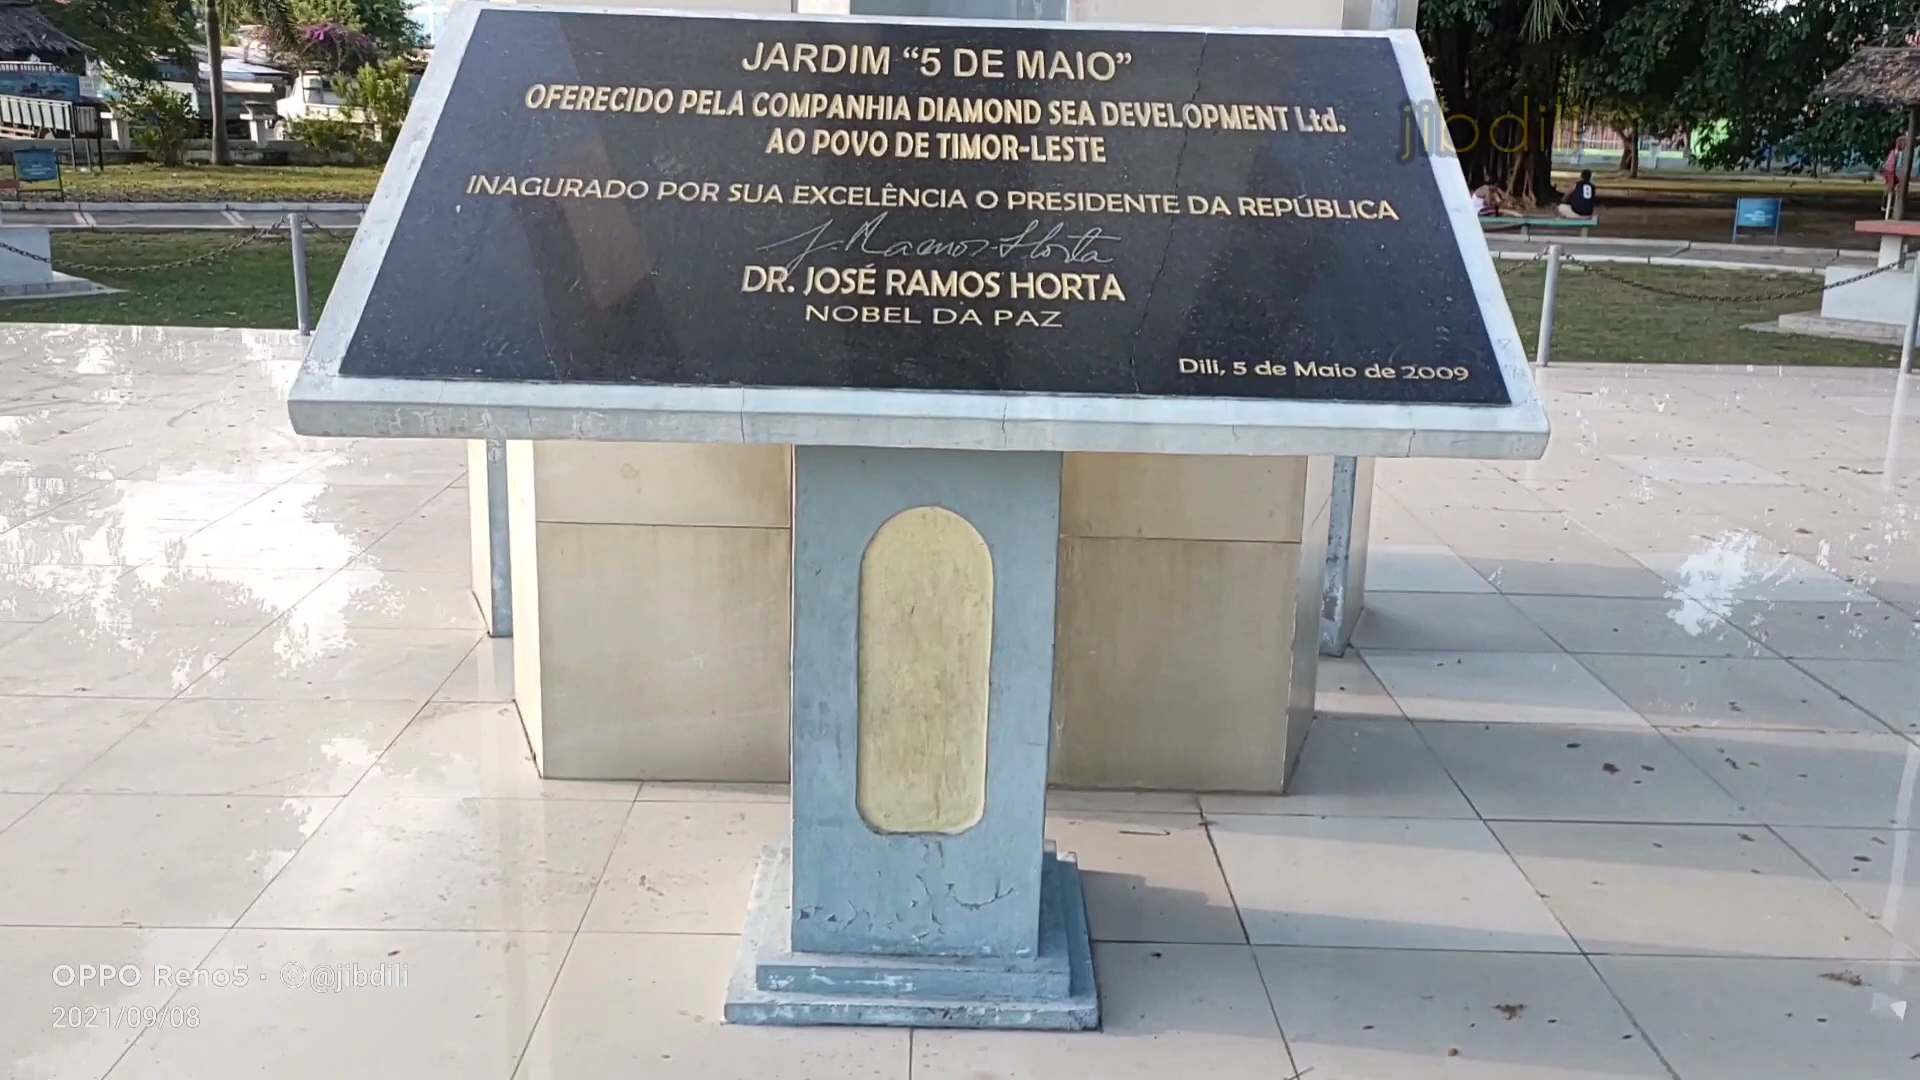 JARDIM “5 DE MAIO”
OFERECIDO PELA COMPANHIA DIAMOND SEA DEVELOPMENT Ltd.
AO POVO DE TIMOR-LESTE
INAGURADO POR SUA EXCELÊNCIA O PRESIDENTE DA REPÚBLICA
J. Ramos-Horta
DR. JOSÉ RAMOS HORTA
NOBEL DA PAZ
Dili, 5 de Maio de 2009
jibdili
B
OPPO Reno5 · @jibdili
2021/09/08